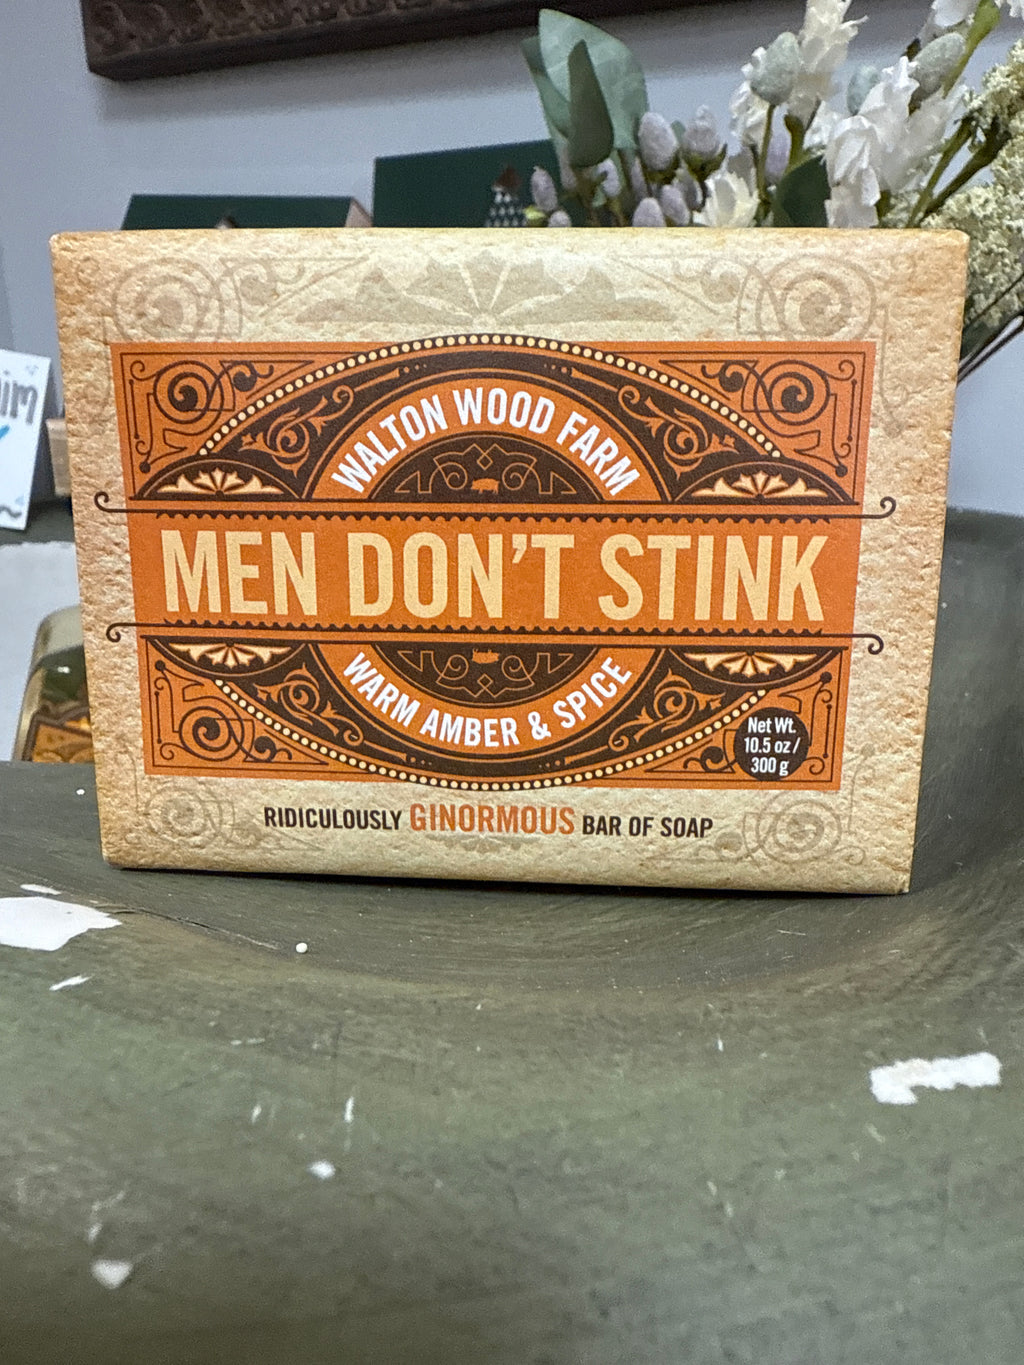 WALTON WOOD FARM
MEN DON'T STINK
WARM AMBER & SPICE
Net Wt.
10.5 oz /
300 g
RIDICULOUSLY GINORMOUS BAR OF SOAP